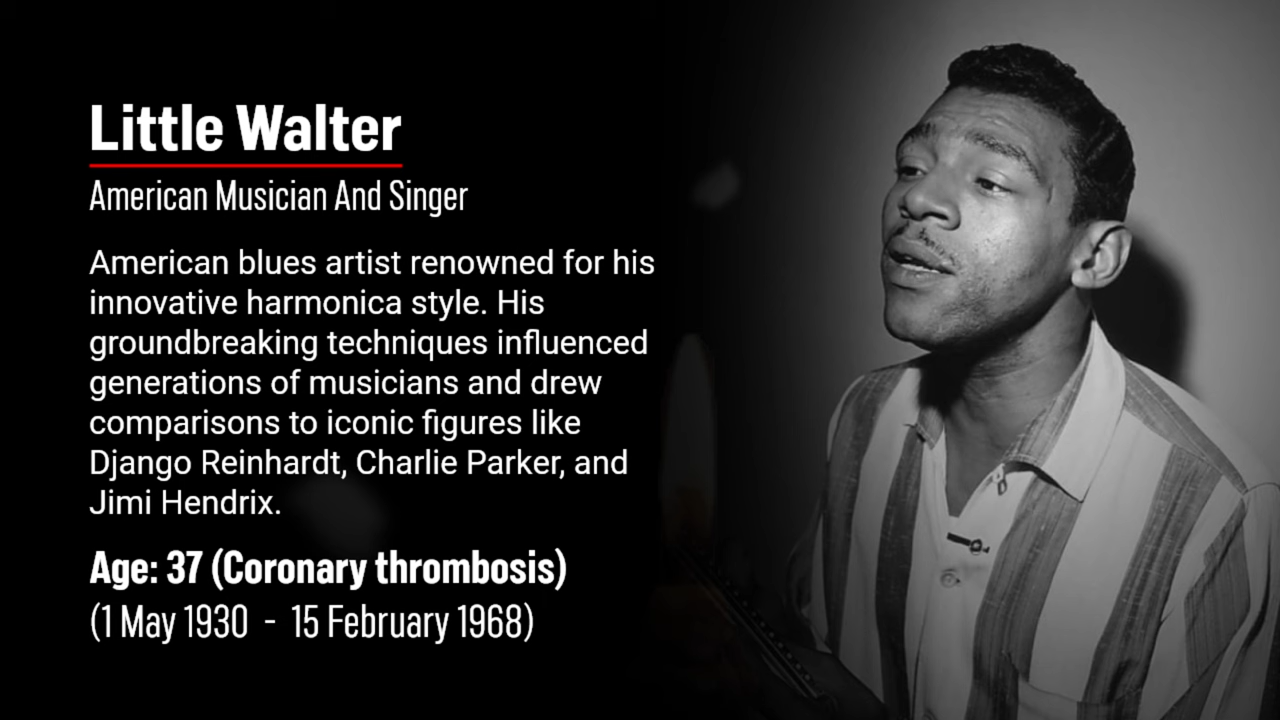 Little Walter
American Musician And Singer
American blues artist renowned for his
innovative harmonica style. His
groundbreaking techniques influenced
generations of musicians and drew
comparisons to iconic figures like
Django Reinhardt, Charlie Parker, and
Jimi Hendrix.
Age: 37 (Coronary thrombosis)
(1 May 1930 - 15 February 1968)